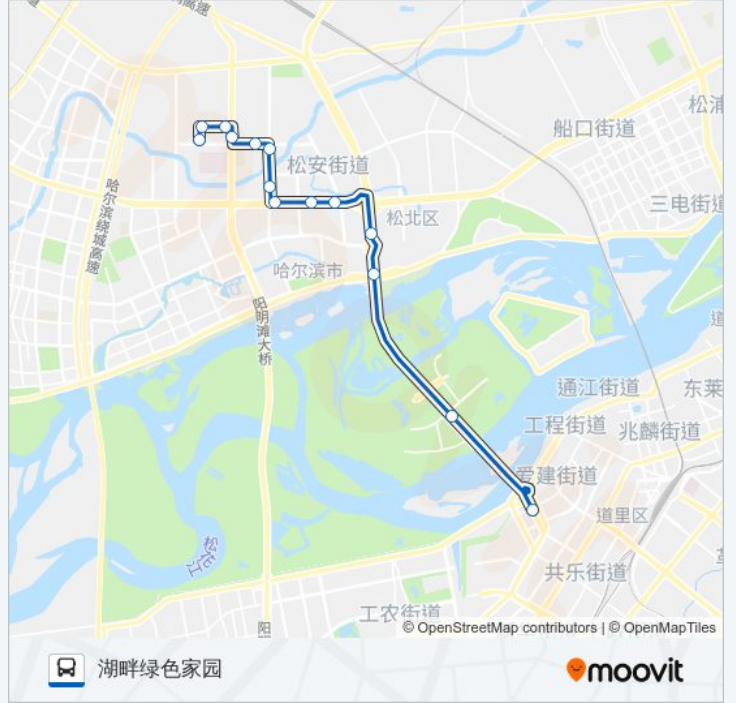 高速
松浦
船口街道
松安街道
哈尔滨绕城高速
三电街道
松北区
哈尔滨市
阳明滩大桥
道
通江街道
东莱
工程街道
兆麟街道
爱建街道
道里区
松花江
共乐街道
工农街道
阳
© OpenStreetMap contributors | © OpenMapTiles
湖畔绿色家园
moovit